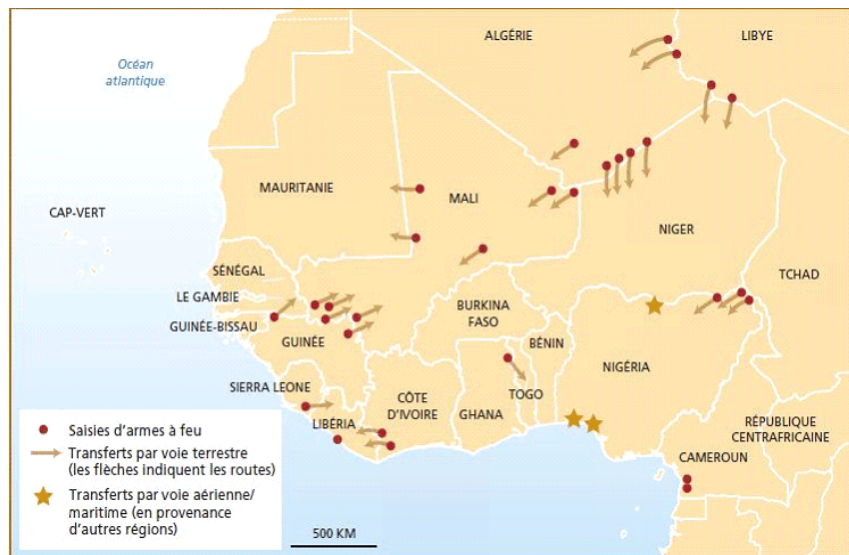 Océan
atlantique
ALGÉRIE
LIBYE
MAURITANIE
MALI
CAP-VERT
NIGER
TCHAD
SÉNÉGAL
LE GAMBIE
GUINÉE-BISSAU
GUINÉE
BURKINA
FASO
BÉNIN
NIGÉRIA
SIERRA LEONE
CÔTE
D'IVOIRE
GHANA
TOGO
LIBÉRIA
RÉPUBLIQUE
CENTRAFRICAINE
CAMEROUN
Saisies d'armes à feu
Transferts par voie terrestre
(les flèches indiquent les routes)
Transferts par voie aérienne/
maritime (en provenance
d'autres régions)
500 KM